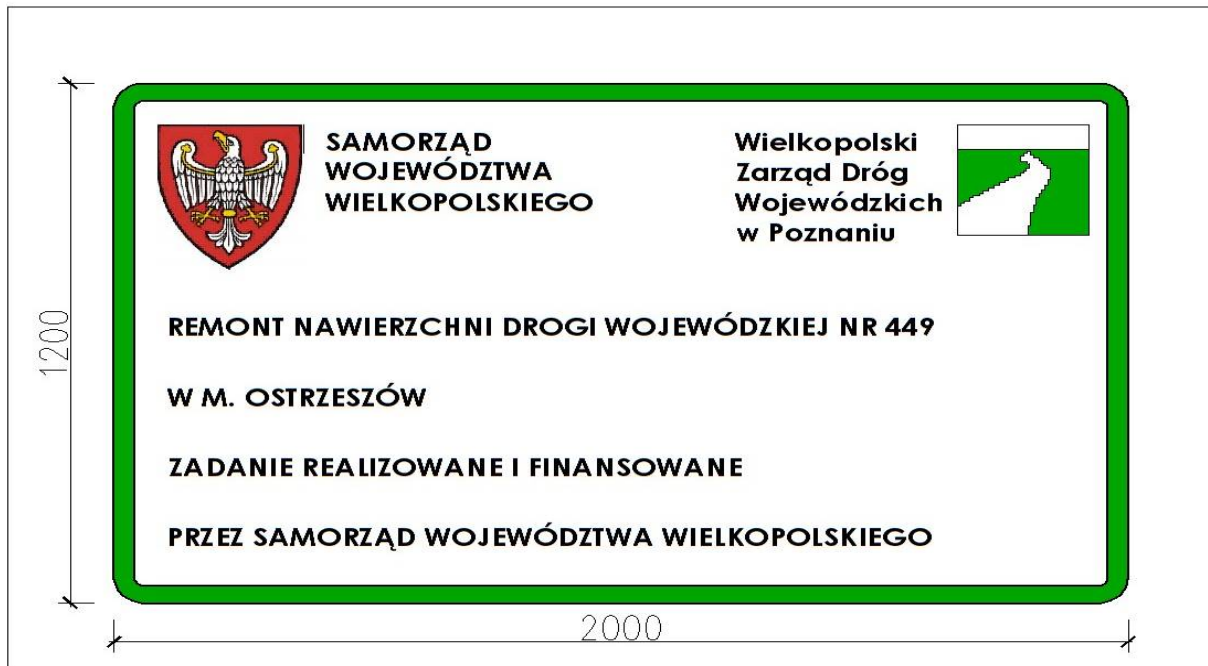 SAMORZĄD
WOJEWÓDZTWA
WIELKOPOLSKIEGO
Wielkopolski
Zarząd Dróg
Wojewódzkich
w Poznaniu
REMONT NAWIERZCHNI DROGI WOJEWÓDZKIEJ NR 449
W M. OSTRZESZÓW
ZADANIE REALIZOWANE I FINANSOWANE
PRZEZ SAMORZĄD WOJEWÓDZTWA WIELKOPOLSKIEGO
1200
2000